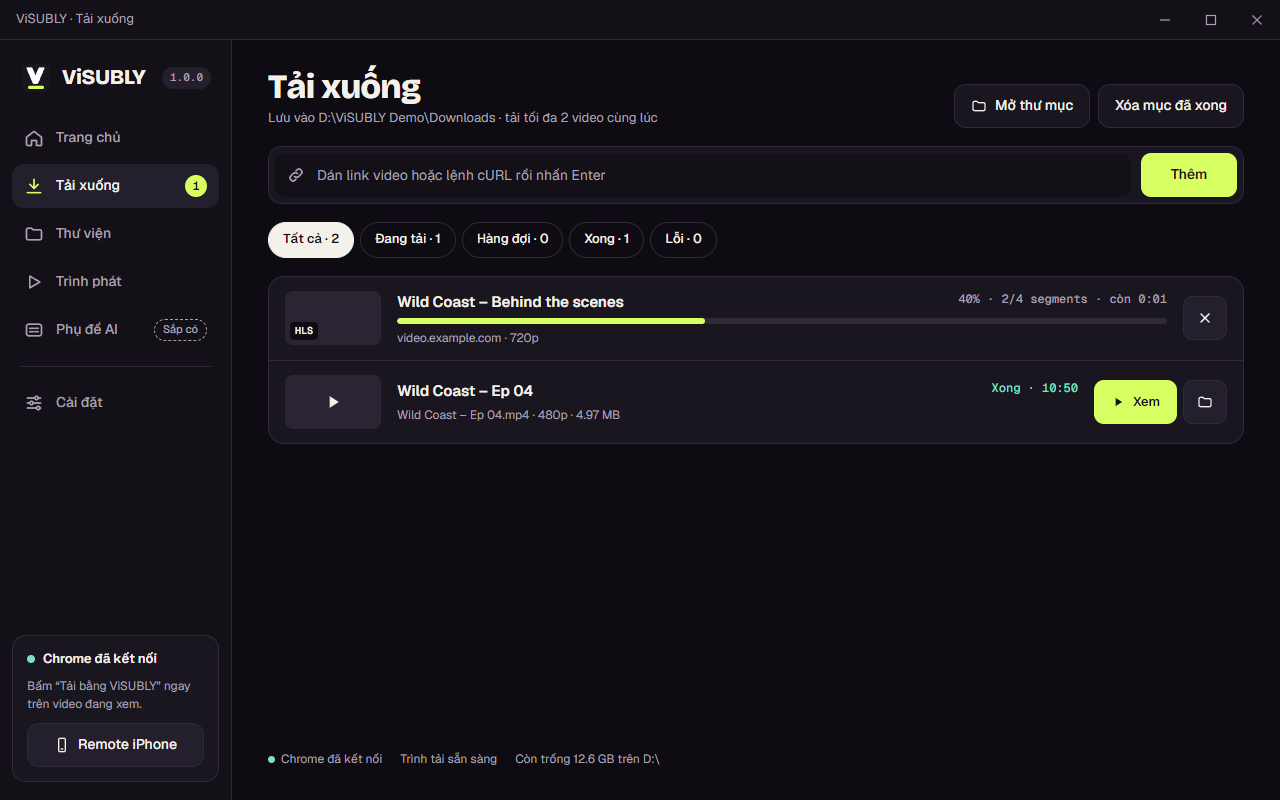 ViSUBLY · Tải xuống
ViSUBLY 1.0.0
Trang chủ
Tải xuống 1
Thư viện
Trình phát
Phụ đề AI Sắp có
Cài đặt
Chrome đã kết nối
Bấm “Tải bằng ViSUBLY” ngay
trên video đang xem.
Remote iPhone
Tải xuống
Lưu vào D:\ViSUBLY Demo\Downloads · tải tối đa 2 video cùng lúc
Mở thư mục
Xóa mục đã xong
Dán link video hoặc lệnh cURL rồi nhấn Enter
Thêm
Tất cả · 2
Đang tải · 1
Hàng đợi · 0
Xong · 1
Lỗi · 0
HLS
Wild Coast – Behind the scenes
40% · 2/4 segments · còn 0:01
video.example.com · 720p
Wild Coast – Ep 04
Xong · 10:50
Xem
Wild Coast – Ep 04.mp4 · 480p · 4.97 MB
Chrome đã kết nối
Trình tải sẵn sàng
Còn trống 12.6 GB trên D:\